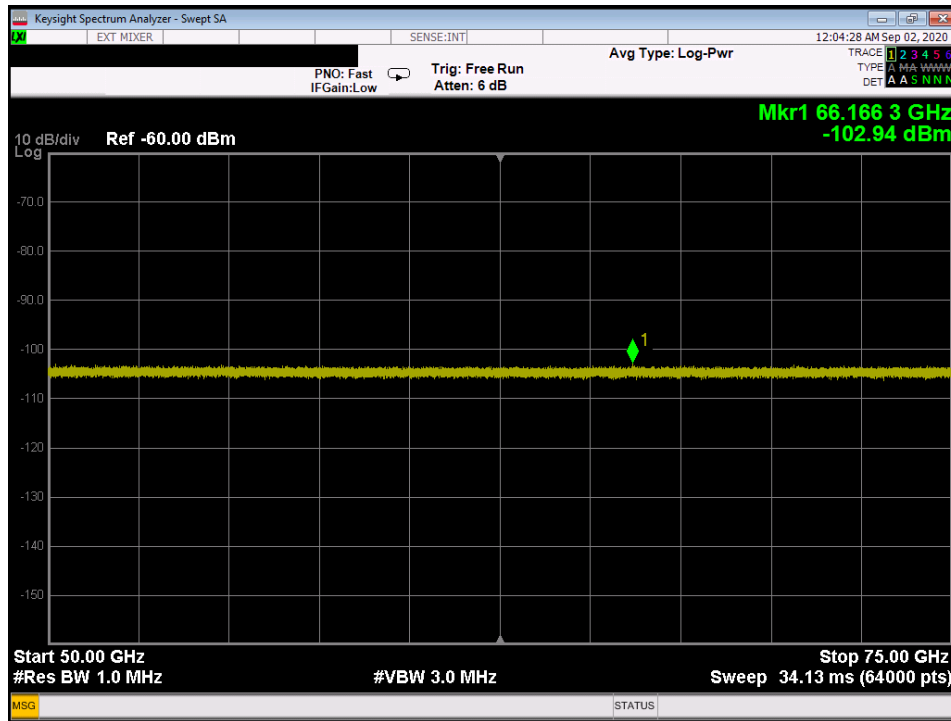 Keysight Spectrum Analyzer - Swept SA
LXI EXT MIXER SENSE:INT 12:04:28 AM Sep 02, 2020
PNO: Fast
IFGain:Low
Trig: Free Run
Atten: 6 dB
Avg Type: Log-Pwr
TRACE 1 2 3 4 5 6
TYPE A M A W W W W
DET A A S N N N
Mkr1 66.166 3 GHz
-102.94 dBm
10 dB/div Ref -60.00 dBm
Log
-70.0
-80.0
-90.0
-100
1
-110
-120
-130
-140
-150
Start 50.00 GHz Stop 75.00 GHz
#Res BW 1.0 MHz #VBW 3.0 MHz Sweep 34.13 ms (64000 pts)
MSG STATUS